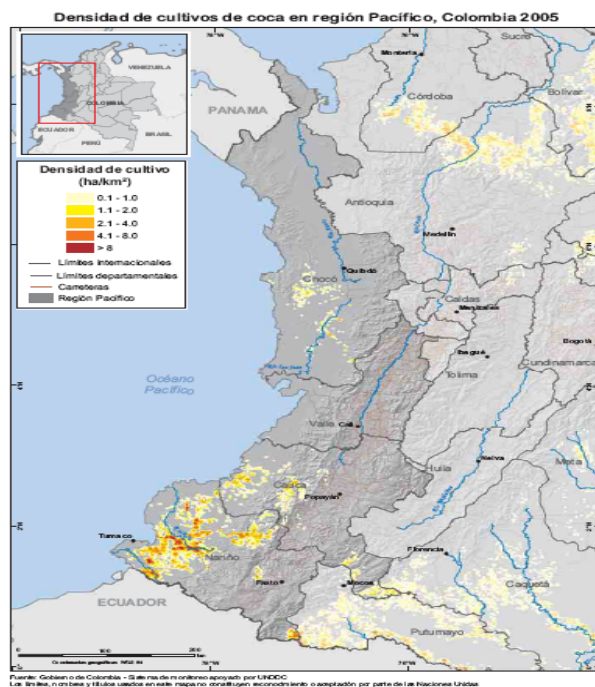 Densidad de cultivos de coca en región Pacífico, Colombia 2005
VENEZUELA
COLOMBIA
ECUADOR
PERÚ
BRASIL
PANAMA
Sucre
Montería
Córdoba
Bolívar
Densidad de cultivo
(ha/km²)
0.1 - 1.0
1.1 - 2.0
2.1 - 4.0
4.1 - 8.0
> 8
Límites internacionales
Límites departamentales
Carreteras
Región Pacífico
Antioquia
Medellín
Quibdó
Chocó
Caldas
Manizales
Bogotá
Ibagué
Cundinamarca
Tolima
Océano
Pacífico
Valle
Cali
Neiva
Huila
Meta
Cauca
Popayán
Tumaco
Nariño
Florencia
Pasto
Mocoa
Caquetá
ECUADOR
Putumayo
0
100
200
km
Fuente: Gobierno de Colombia - Sistema de monitoreo apoyado por UNODC
Los límites, nombres y títulos usados en este mapa no constituyen reconocimiento o aceptación por parte de las Naciones Unidas